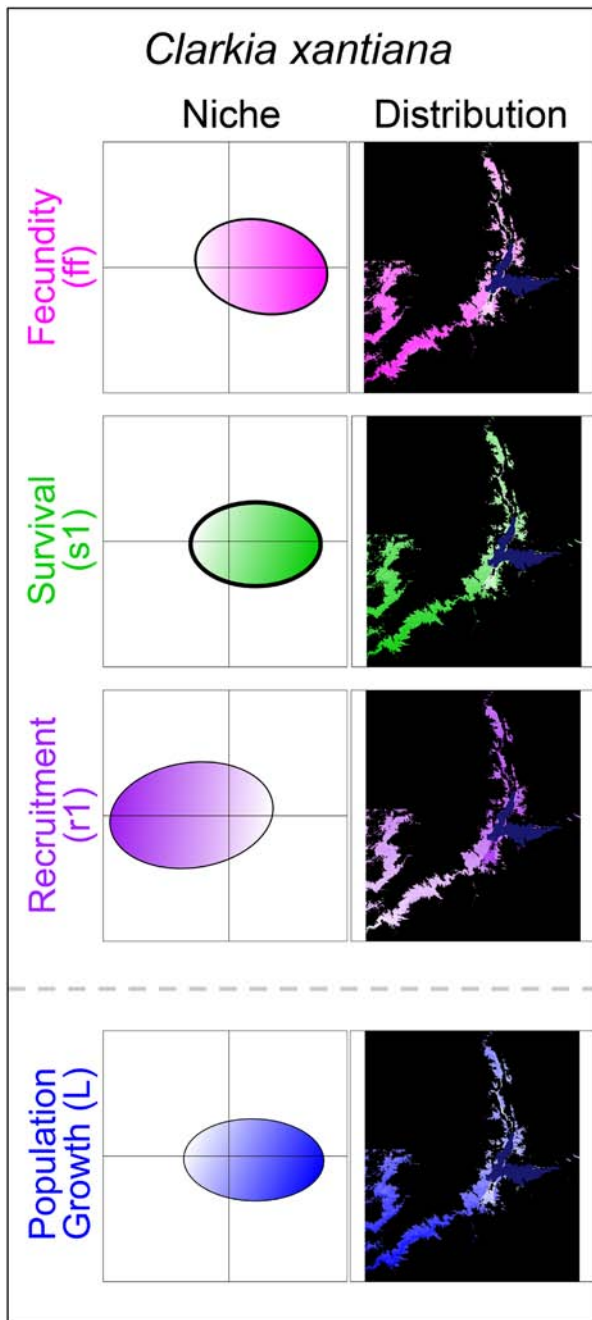 Clarkia xantiana
Niche
Distribution
Fecundity
(ff)
Survival
(s1)
Recruitment
(r1)
Population
Growth (L)